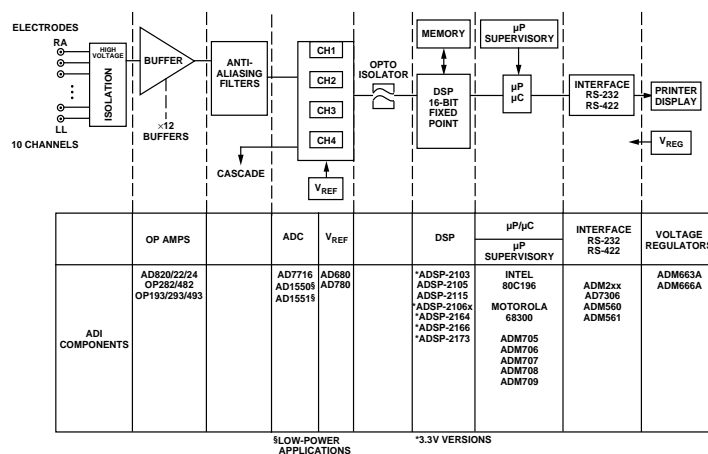 ELECTRODES
RA
LL
10 CHANNELS
HIGH
VOLTAGE
ISOLATION
BUFFER
×12
BUFFERS
ANTI-
ALIASING
FILTERS
CH1
CH2
CH3
CH4
CASCADE
VREF
OPTO
ISOLATOR
MEMORY
DSP
16-BIT
FIXED
POINT
µP
SUPERVISORY
µP
µC
INTERFACE
RS-232
RS-422
PRINTER
DISPLAY
VREG
OP AMPS
ADC
VREF
DSP
µP/µC
µP
SUPERVISORY
INTERFACE
RS-232
RS-422
VOLTAGE
REGULATORS
ADI
COMPONENTS
AD820/22/24
OP282/482
OP193/293/493
AD7716
AD1550§
AD1551§
AD680
AD780
*ADSP-2103
ADSP-2105
ADSP-2115
*ADSP-2106x
*ADSP-2164
*ADSP-2166
*ADSP-2173
INTEL
80C196
MOTOROLA
68300
ADM705
ADM706
ADM707
ADM708
ADM709
ADM2xx
AD7306
ADM560
ADM561
ADM663A
ADM666A
§LOW-POWER
APPLICATIONS
*3.3V VERSIONS